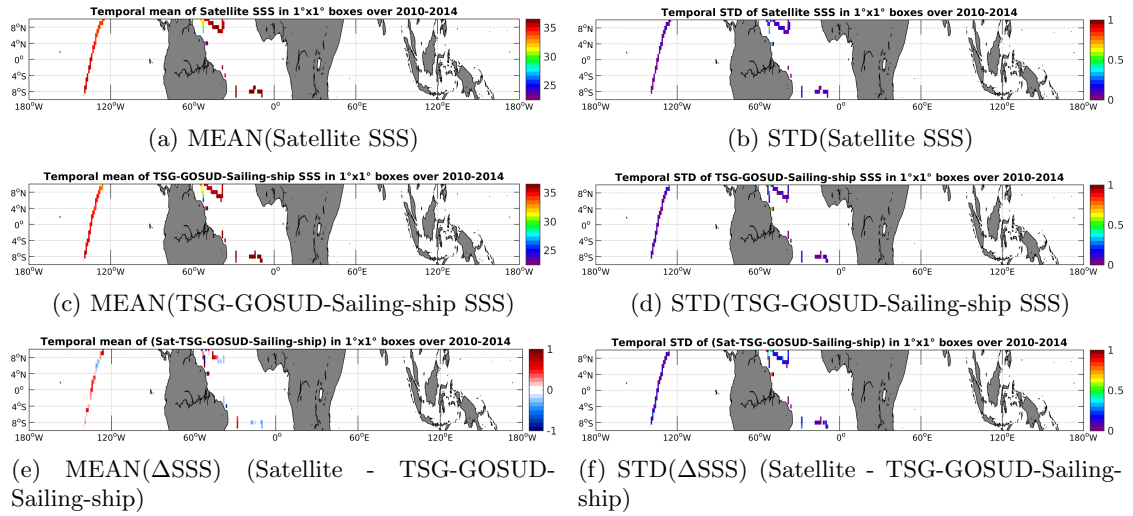 Temporal mean of Satellite SSS in 1°x1° boxes over 2010-2014
8°N
4°N
0°
4°S
8°S
180°W 120°W 60°W 0° 60°E 120°E 180°W
35
30
25
(a) MEAN(Satellite SSS)
Temporal STD of Satellite SSS in 1°x1° boxes over 2010-2014
8°N
4°N
0°
4°S
8°S
180°W 120°W 60°W 0° 60°E 120°E 180°W
1
0.5
0
(b) STD(Satellite SSS)
Temporal mean of TSG-GOSUD-Sailing-ship SSS in 1°x1° boxes over 2010-2014
8°N
4°N
0°
4°S
8°S
180°W 120°W 60°W 0° 60°E 120°E 180°W
35
30
25
(c) MEAN(TSG-GOSUD-Sailing-ship SSS)
Temporal STD of TSG-GOSUD-Sailing-ship SSS in 1°x1° boxes over 2010-2014
8°N
4°N
0°
4°S
8°S
180°W 120°W 60°W 0° 60°E 120°E 180°W
1
0.5
0
(d) STD(TSG-GOSUD-Sailing-ship SSS)
Temporal mean of (Sat-TSG-GOSUD-Sailing-ship) in 1°x1° boxes over 2010-2014
8°N
4°N
0°
4°S
8°S
180°W 120°W 60°W 0° 60°E 120°E 180°W
1
0.5
0
-0.5
-1
(e) MEAN(ΔSSS) (Satellite - TSG-GOSUD-
Sailing-ship)
Temporal STD of (Sat-TSG-GOSUD-Sailing-ship) in 1°x1° boxes over 2010-2014
8°N
4°N
0°
4°S
8°S
180°W 120°W 60°W 0° 60°E 120°E 180°W
1
0.5
0
(f) STD(ΔSSS) (Satellite - TSG-GOSUD-Sailing-
ship)